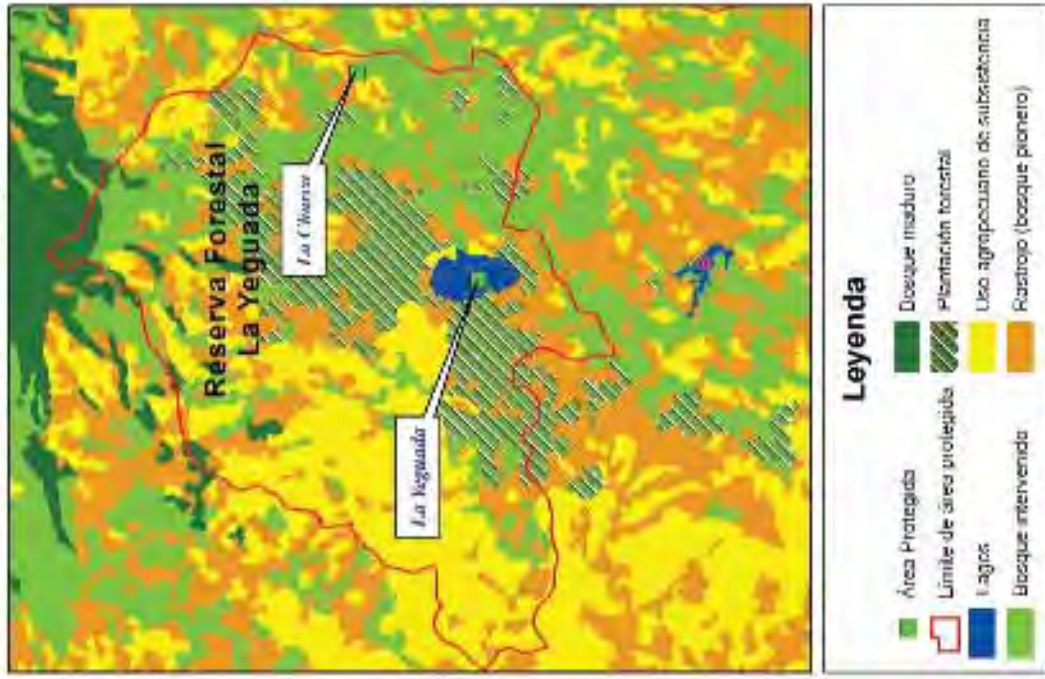 Reserva Forestal
La Yeguada
La
La Yeguada
Leyenda
Área Protegida
Límite de área protegida
Lagos
Bosque intervenido
Bosque maduro
Plantación forestal
Uso agropecuario de subsistencia
Rastrojo (bosque pionero)